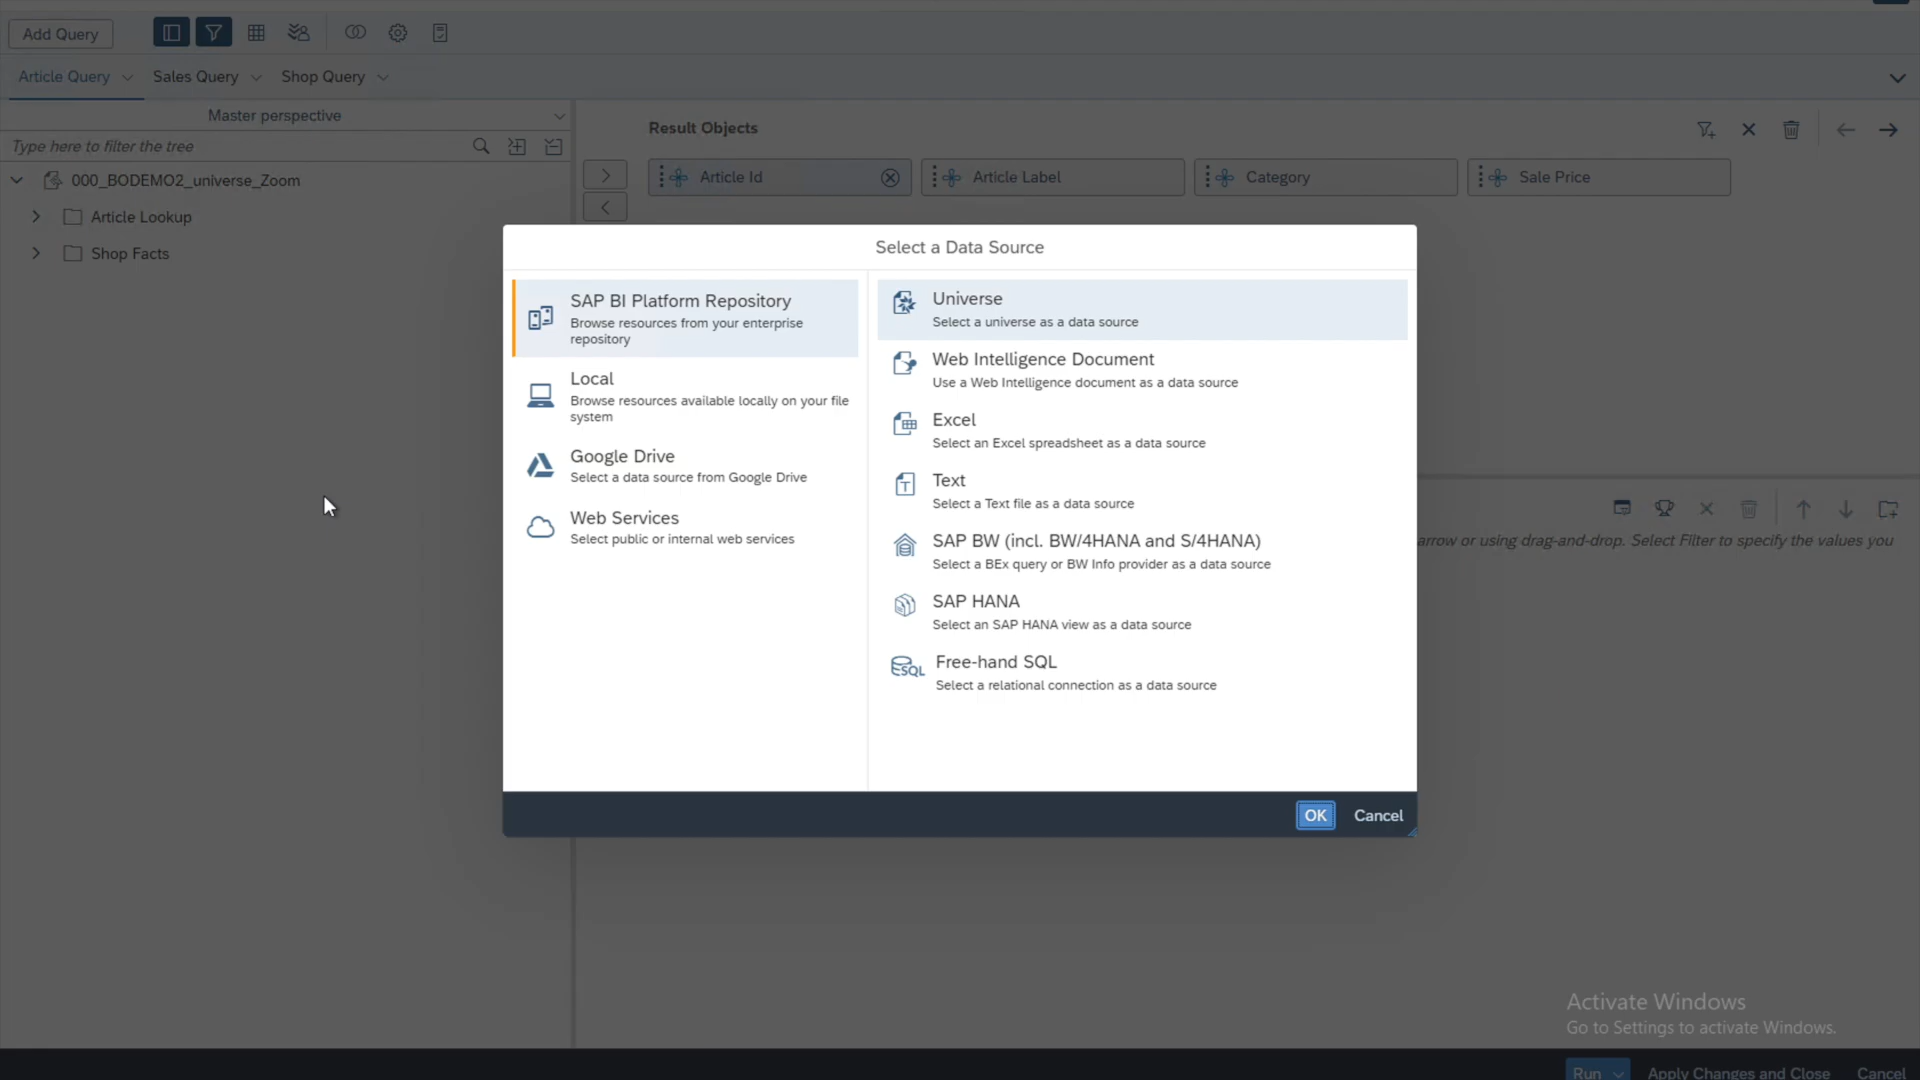 Add Query
Article Query
Sales Query
Shop Query
Master perspective
Type here to filter the tree
000_BODEMO2_universe_Zoom
Article Lookup
Shop Facts
Result Objects
Article Id
Article Label
Category
Sale Price
Select a Data Source
SAP BI Platform Repository
Browse resources from your enterprise
repository
Local
Browse resources available locally on your file
system
Google Drive
Select a data source from Google Drive
Web Services
Select public or internal web services
Universe
Select a universe as a data source
Web Intelligence Document
Use a Web Intelligence document as a data source
Excel
Select an Excel spreadsheet as a data source
Text
Select a Text file as a data source
SAP BW (incl. BW/4HANA and S/4HANA)
Select a BEx query or BW Info provider as a data source
SAP HANA
Select an SAP HANA view as a data source
SQL
Free-hand SQL
Select a relational connection as a data source
OK
Cancel
arrow or using drag-and-drop. Select Filter to specify the values you
Activate Windows
Go to Settings to activate Windows.
Run
Apply Changes and Close
Cancel